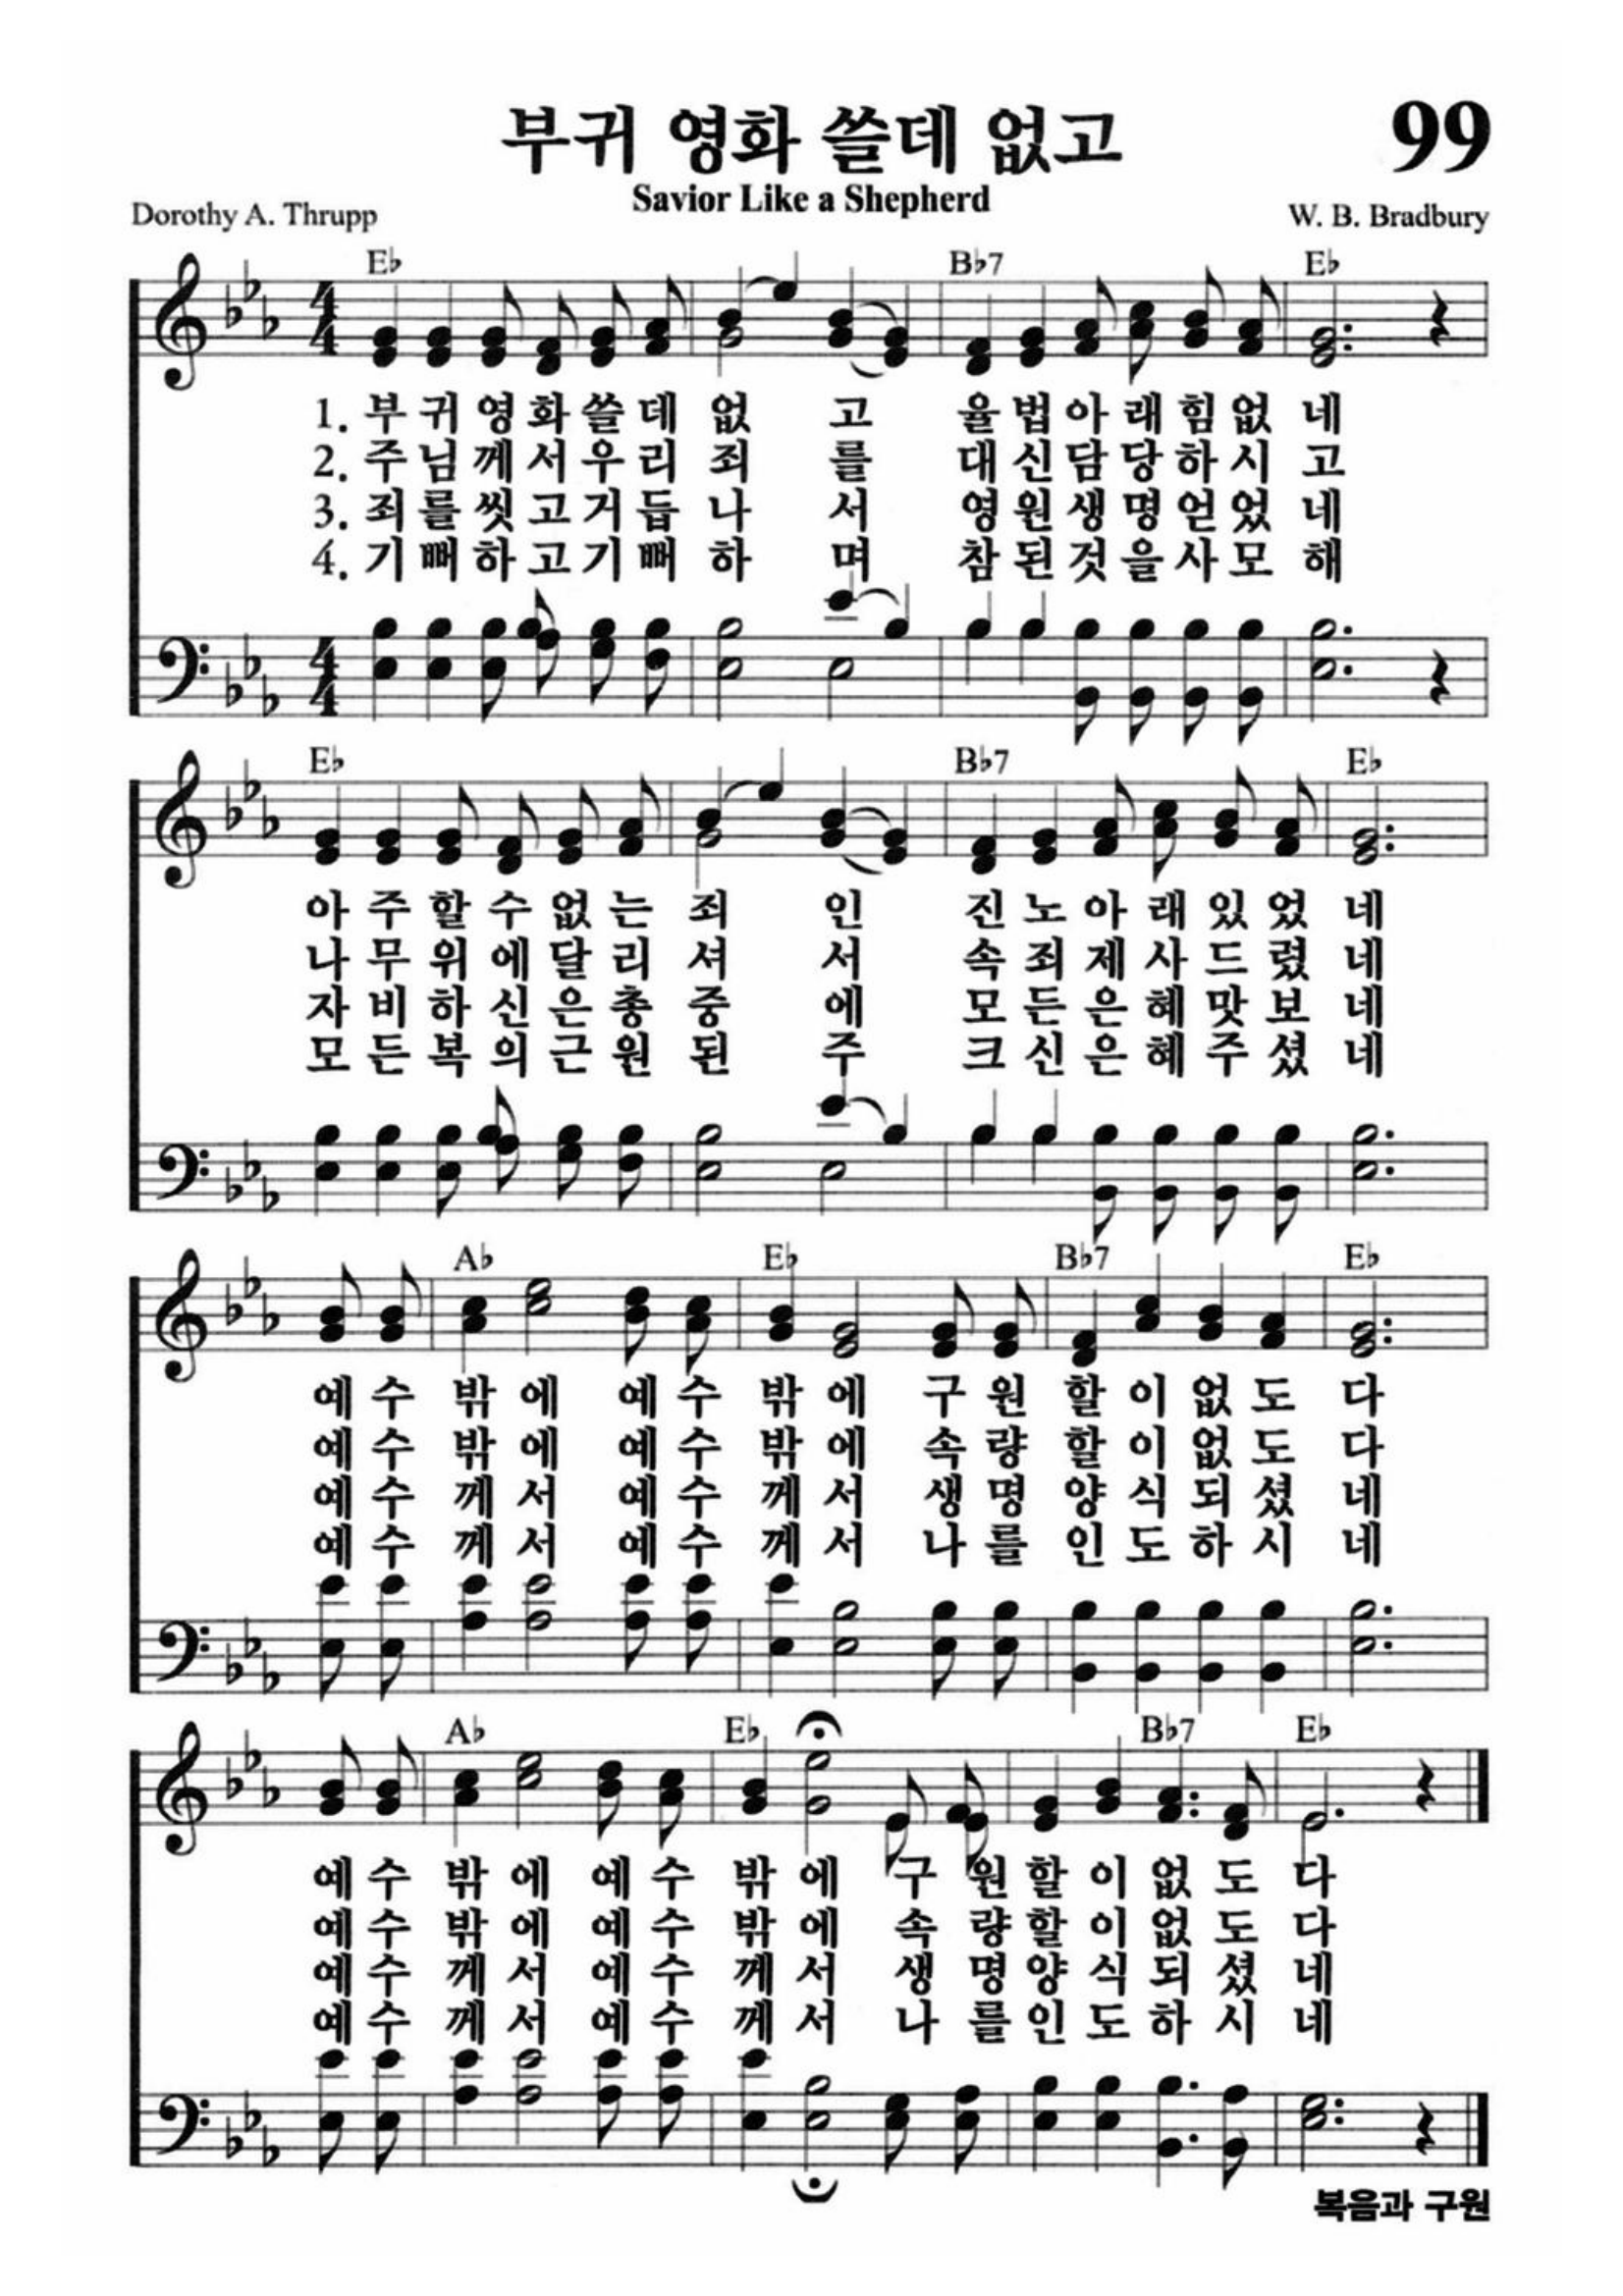 부귀 영화 쓸데 없고
99
Savior Like a Shepherd
Dorothy A. Thrupp
W. B. Bradbury
E♭ B♭7 E♭
4/4
1. 부 귀 영 화 쓸 데 없 고 율 법 아 래 힘 없 네
2. 주 님 께 서 우 리 죄 를 대 신 담 당 하 시 고
3. 죄 를 씻 고 거 듭 나 서 영 원 생 명 얻 었 네
4. 기 뻐 하 고 기 뻐 하 며 참 된 것 을 사 모 해
4/4
E♭ B♭7 E♭
아 주 할 수 없 는 죄 인 진 노 아 래 있 었 네
나 무 위 에 달 리 셔 서 속 죄 제 사 드 렸 네
자 비 하 신 은 총 중 에 모 든 은 혜 맛 보 네
모 든 복 의 근 원 된 주 크 신 은 혜 주 셨 네
A♭ E♭ B♭7 E♭
예 수 밖 에 예 수 밖 에 구 원 할 이 없 도 다
예 수 밖 에 예 수 밖 에 속 량 할 이 없 도 다
예 수 께 서 예 수 께 서 생 명 양 식 되 셨 네
예 수 께 서 예 수 께 서 나 를 인 도 하 시 네
A♭ E♭ B♭7 E♭
예 수 밖 에 예 수 밖 에 구 원 할 이 없 도 다
예 수 밖 에 예 수 밖 에 속 량 할 이 없 도 다
예 수 께 서 예 수 께 서 생 명 양 식 되 셨 네
예 수 께 서 예 수 께 서 나 를 인 도 하 시 네
복음과 구원